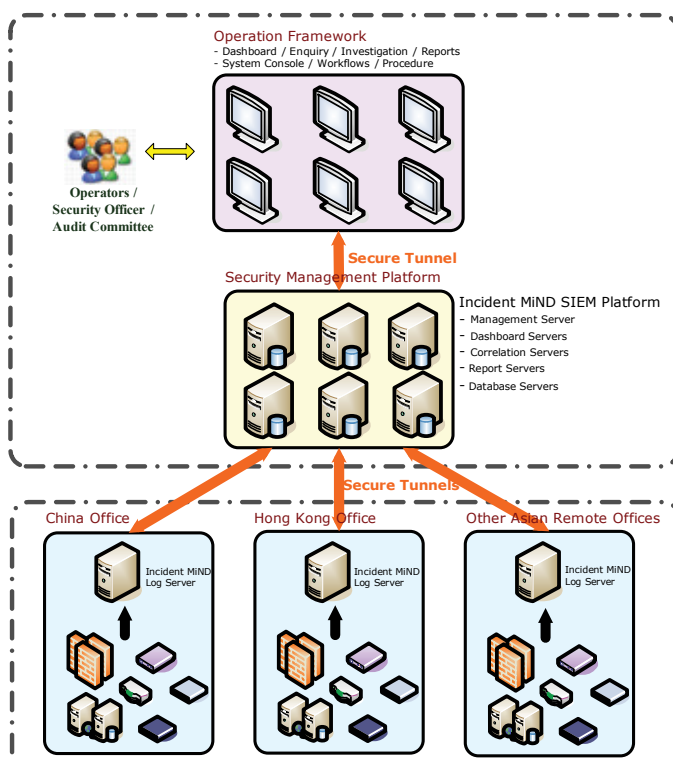 Operation Framework
- Dashboard / Enquiry / Investigation / Reports
- System Console / Workflows / Procedure
Operators /
Security Officer /
Audit Committee
Secure Tunnel
Security Management Platform
Incident MiND SIEM Platform
- Management Server
- Dashboard Servers
- Correlation Servers
- Report Servers
- Database Servers
Secure Tunnels
China Office
Incident MiND
Log Server
Hong Kong Office
Incident MiND
Log Server
Other Asian Remote Offices
Incident MiND
Log Server